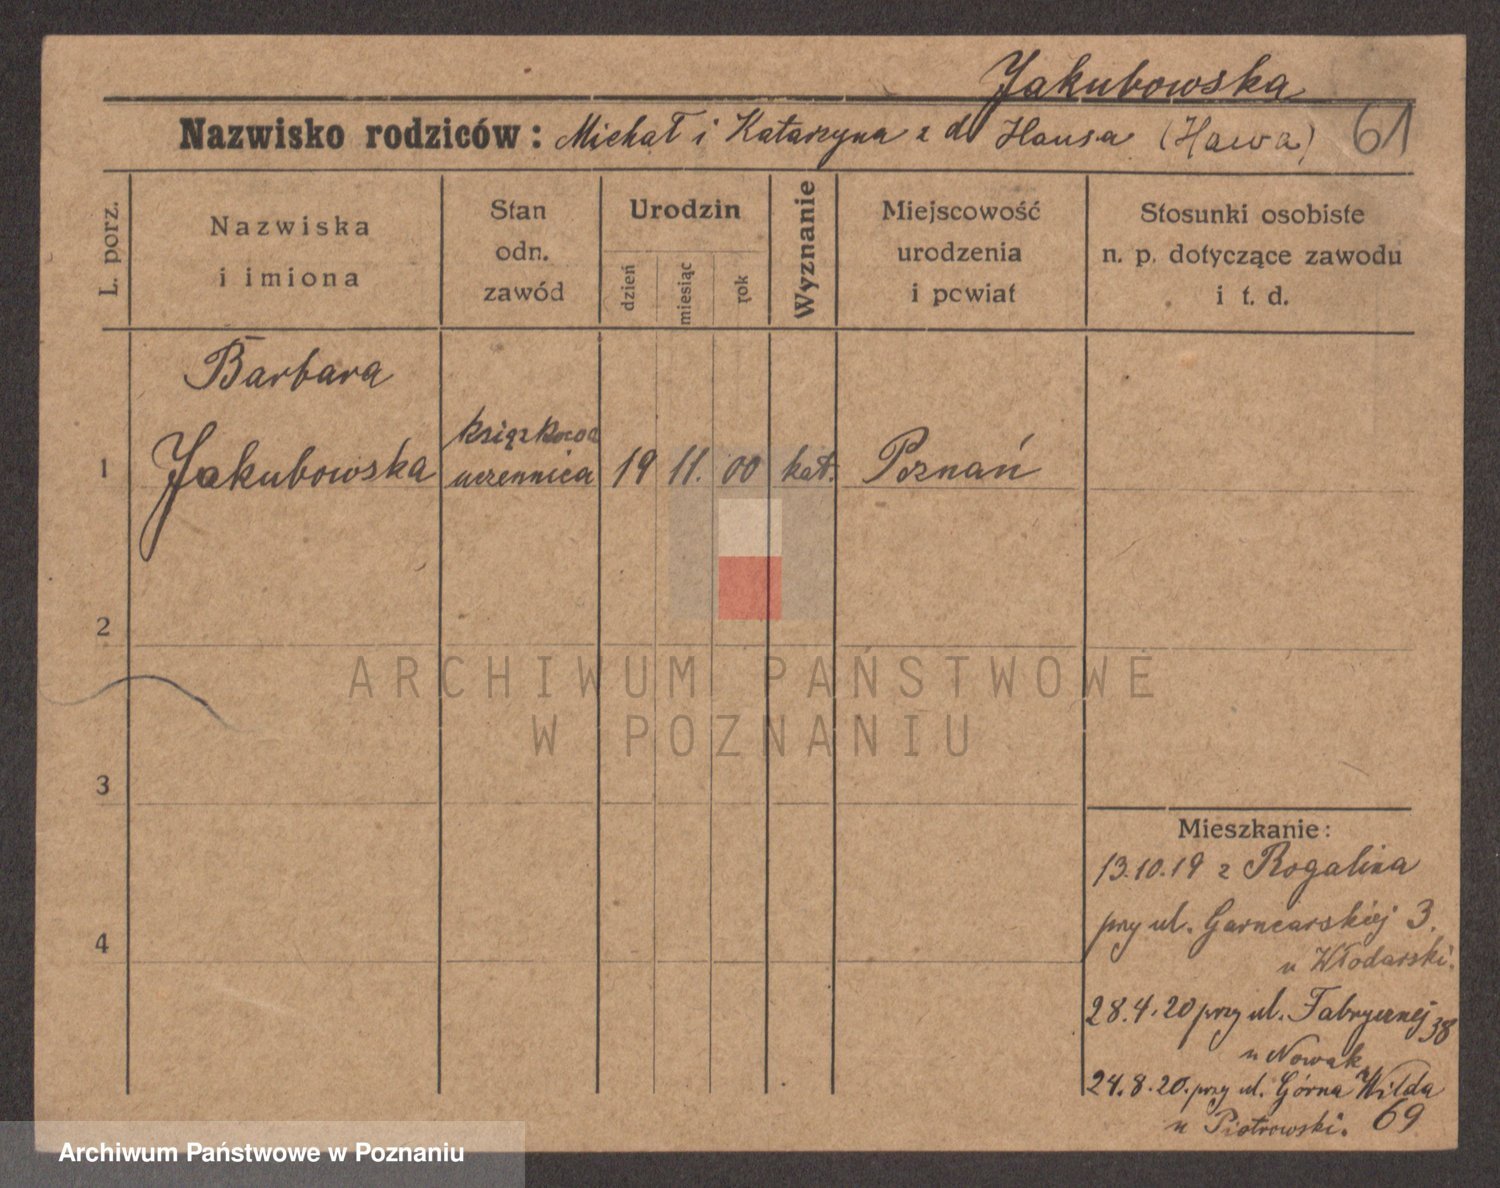 Jakubowska
Nazwisko rodziców: Michał i Katarzyna z d. Hausa (Hawa) 61
L. porz.
Nazwiska
i imiona
Stan
odn.
zawód
Urodzin
dzień
miesiąc
rok
Wyznanie
Miejscowość
urodzenia
i powiat
Stosunki osobiste
n. p. dotyczące zawodu
i t. d.
Barbara
1 Jakubowska
uczennica
19 11. 00 kat. Poznań
2
3
4
ARCHIWUM PAŃSTWOWE
W POZNANIU
Mieszkanie:
13.10.19 z Rogalina
przy ul. Garncarskiej 3.
u Włodarski.
28.4.20 przy ul. Fabrycznej 38
u Nowak
24.8.20. przy ul. Górna Wilda
u Piotrowski. 69
Archiwum Państwowe w Poznaniu